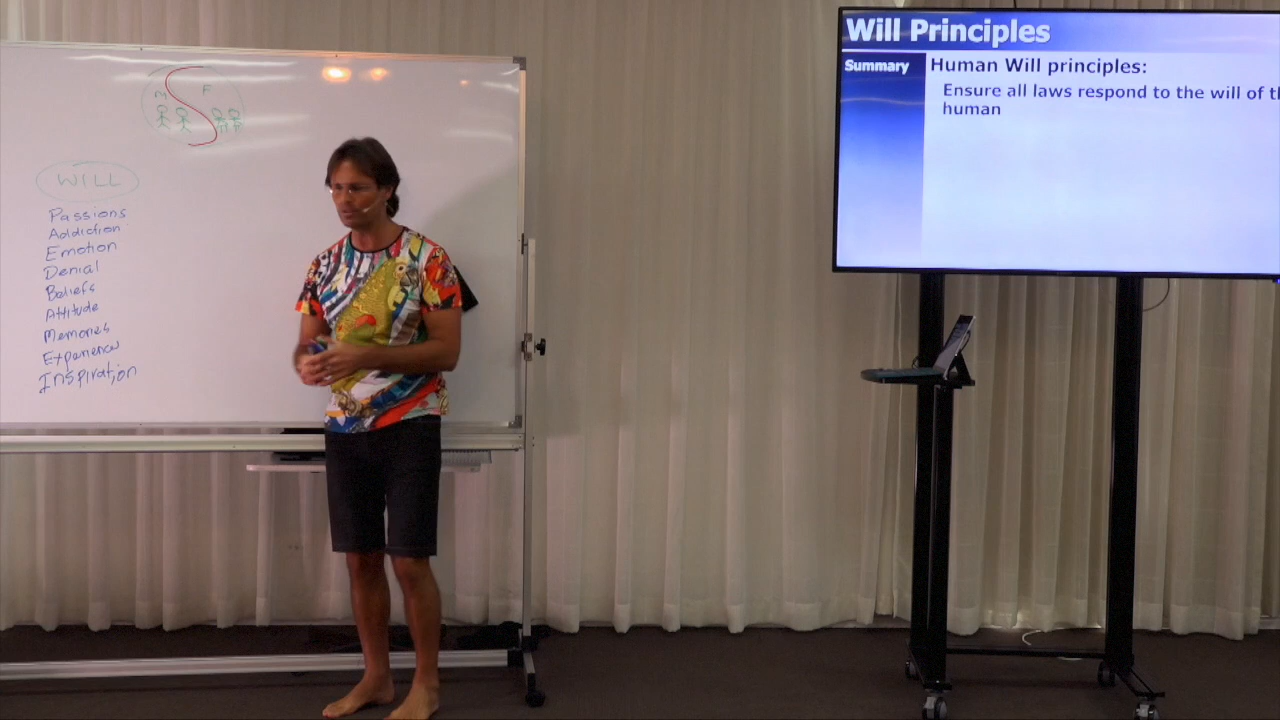 M F
WILL
Passions
Addiction
Emotion
Denial
Beliefs
Attitude
Memories
Experience
Inspiration
Will Principles
Summary
Human Will principles:
Ensure all laws respond to the will of th
human